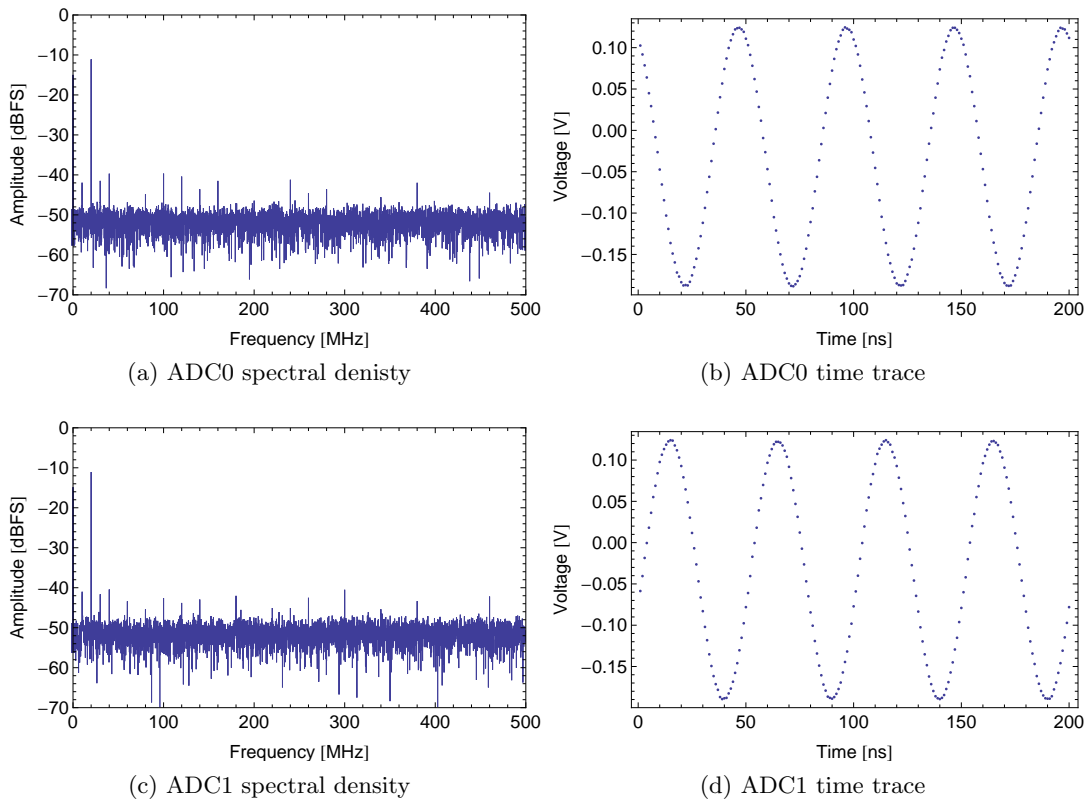 0
−10
−20
−30
−40
−50
−60
−70
Amplitude [dBFS]
0 100 200 300 400 500
Frequency [MHz]
(a) ADC0 spectral denisty
0.10
0.05
0.00
−0.05
−0.10
−0.15
Voltage [V]
0 50 100 150 200
Time [ns]
(b) ADC0 time trace
0
−10
−20
−30
−40
−50
−60
−70
Amplitude [dBFS]
0 100 200 300 400 500
Frequency [MHz]
(c) ADC1 spectral density
0.10
0.05
0.00
−0.05
−0.10
−0.15
Voltage [V]
0 50 100 150 200
Time [ns]
(d) ADC1 time trace